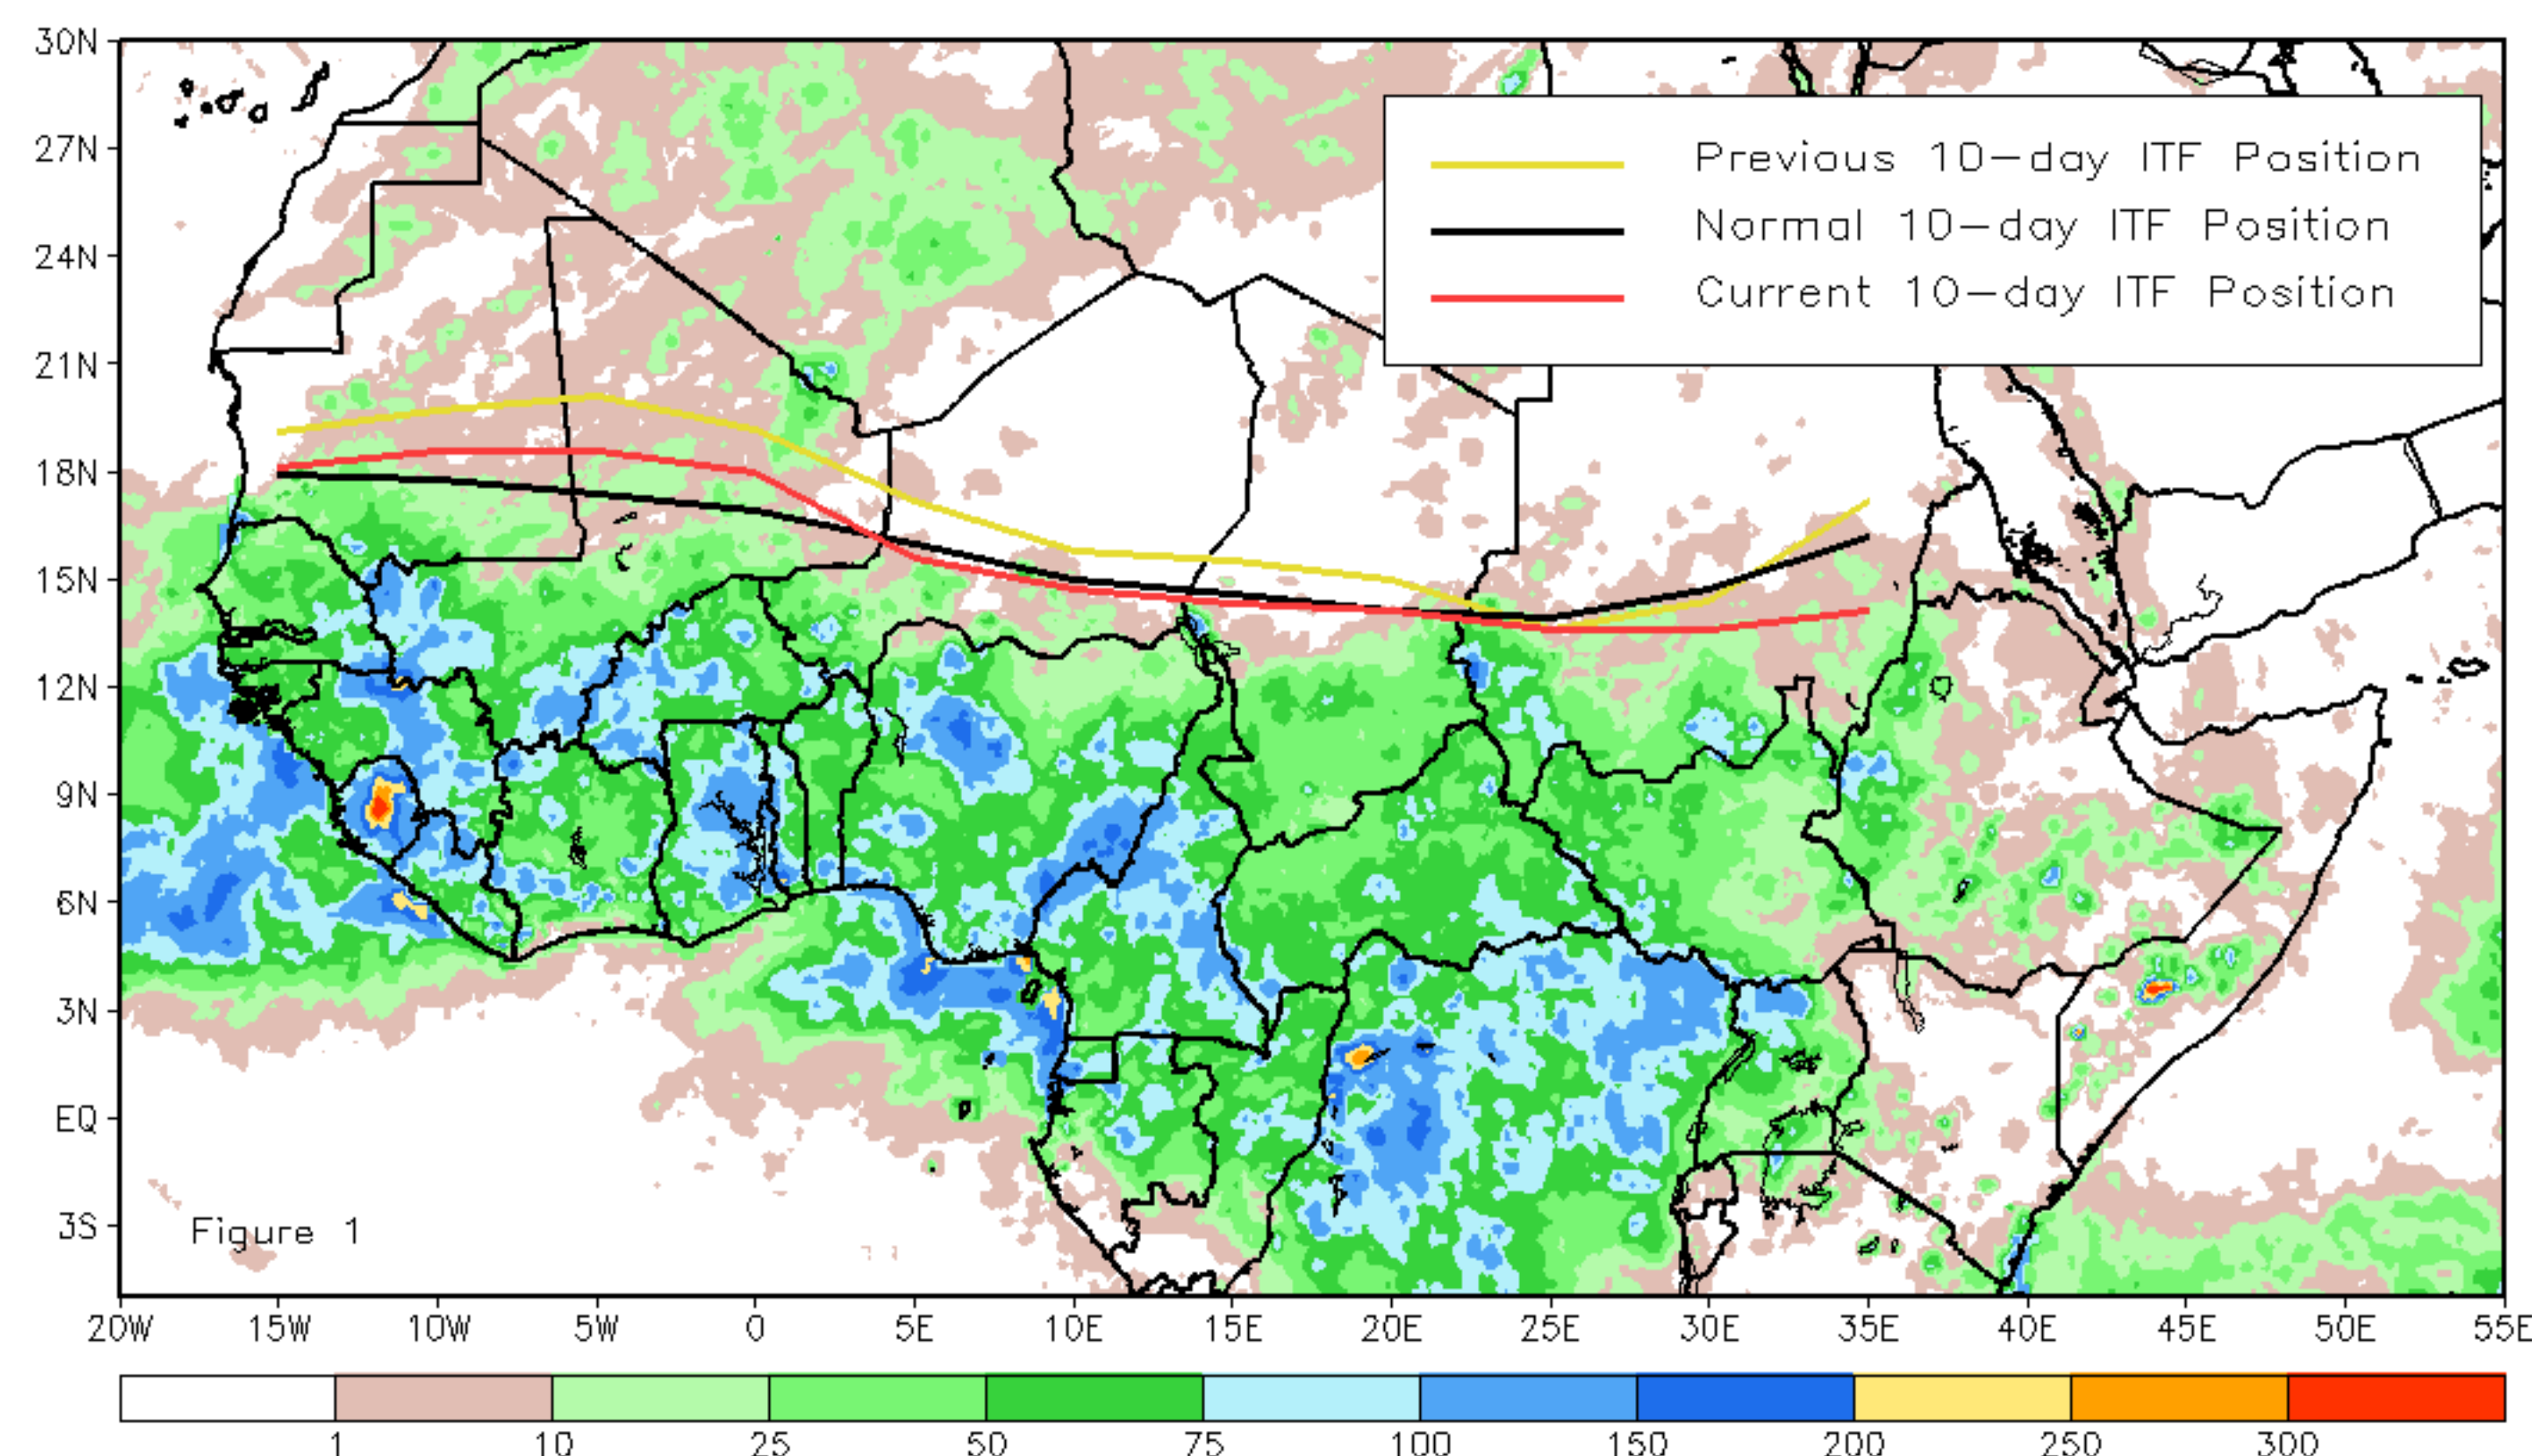 30N
27N
24N
21N
18N
15N
12N
9N
6N
3N
EQ
3S
Previous 10-day ITF Position
Normal 10-day ITF Position
Current 10-day ITF Position
Figure 1
20W 15W 10W 5W 0 5E 10E 15E 20E 25E 30E 35E 40E 45E 50E 55E
1 10 25 50 75 100 150 200 250 300